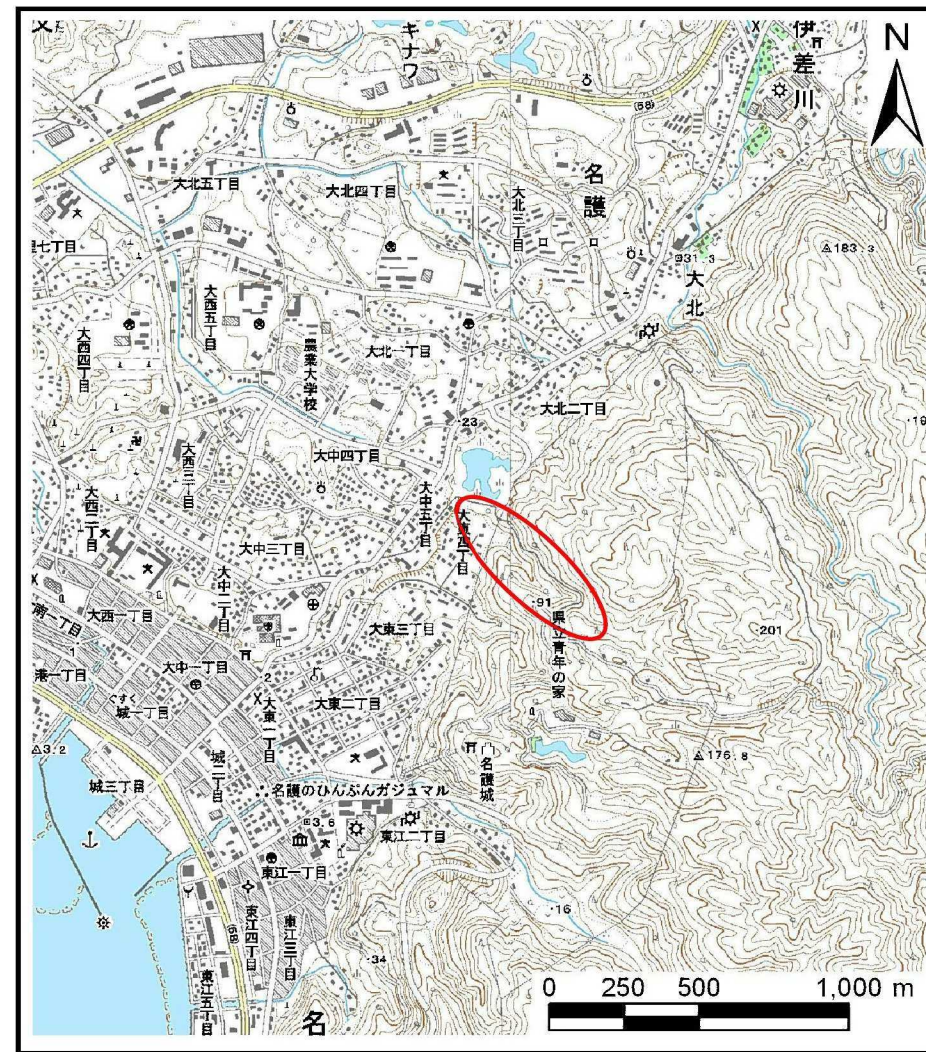 伊差川
N
キナワ
(58)
名護
大北五丁目
大北四丁目
大北三丁目
183.3
31.3
大北
七丁目
大西五丁目
大西四丁目
農業大学校
大北一丁目
大北二丁目
23
大中四丁目
大西三丁目
大中五丁目
大西二丁目
大中三丁目
大東四丁目
大中二丁目
91
県立青年の家
201
大西一丁目
大東三丁目
港一丁目
大中一丁目
ぐすく
城一丁目
2
大東二丁目
大東一丁目
3.2
176.8
名護城
城二丁目
城三丁目
名護のひんぷんガジュマル
3.6
東江二丁目
東江一丁目
16
(58)
東江四丁目
東江三丁目
34
東江五丁目
名
0 250 500 1,000 m